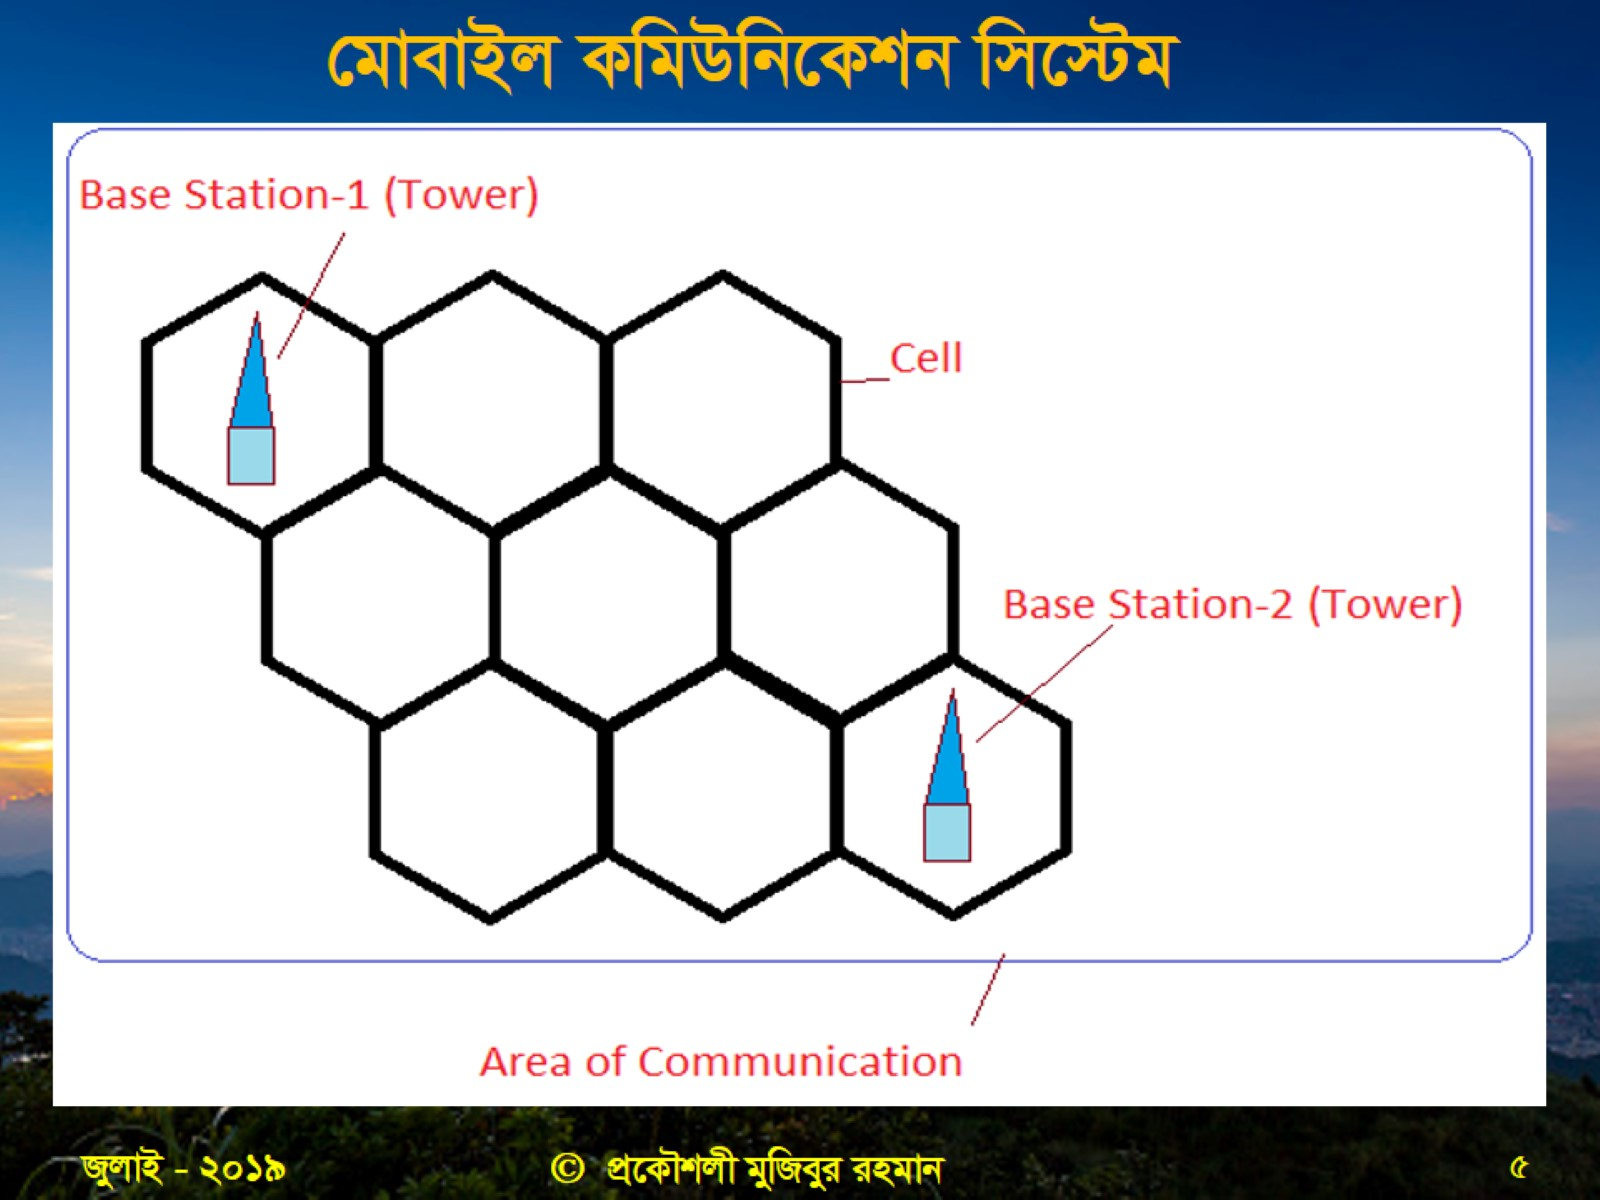 মোবাইল কমিউনিকেশন সিস্টেম
Base Station-1 (Tower)
Cell
Base Station-2 (Tower)
Area of Communication
জুলাই - ২০১৯
© প্রকৌশলী মুজিবুর রহমান
৫